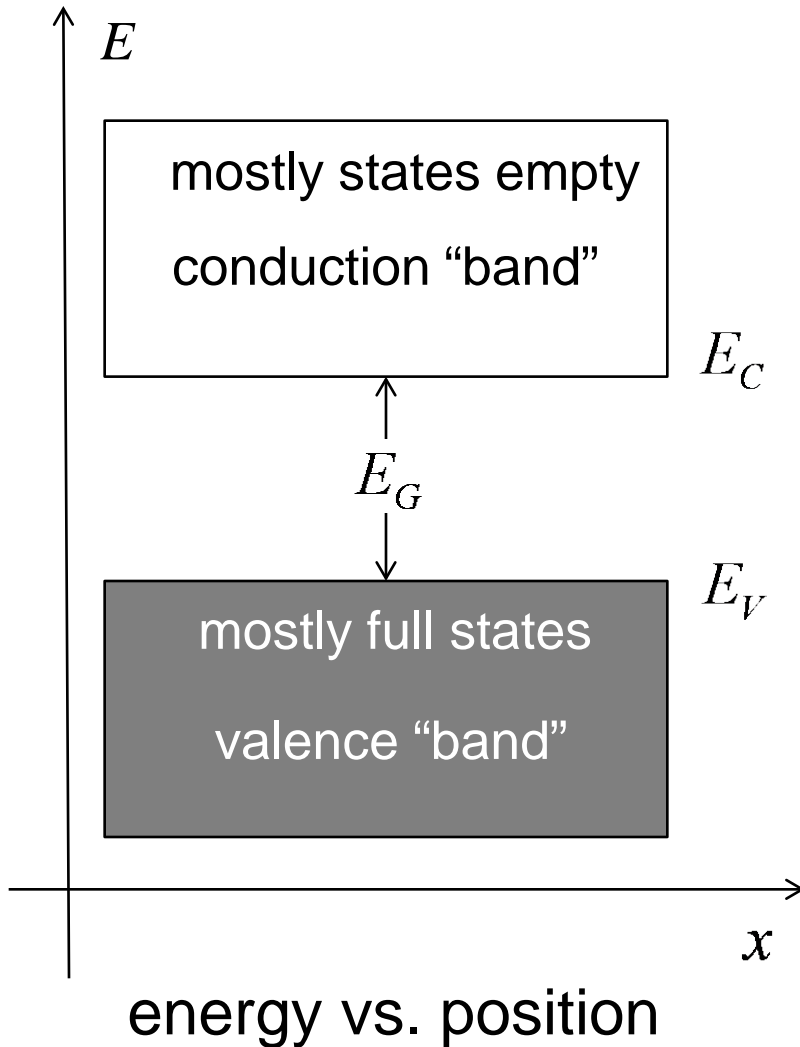 E
mostly states empty
conduction “band”
E_C
E_G
E_V
mostly full states
valence “band”
x
energy vs. position